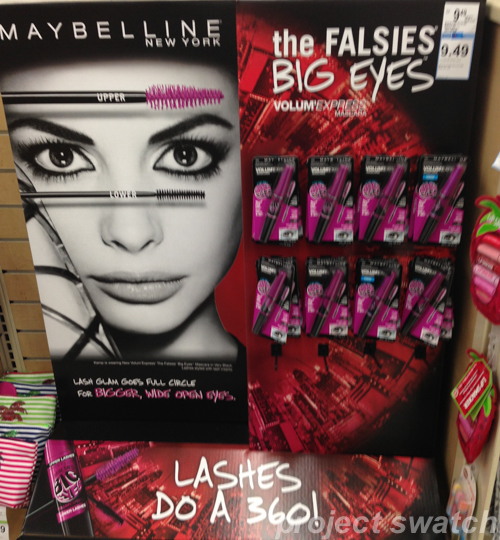 MAYBELLINE
NEW YORK
UPPER
LOWER
LASH GLAM GOES FULL CIRCLE
FOR BIGGER, WIDE OPEN EYES.
the FALSIES
BIG EYES
VOLUM'EXPRESS
MASCARA
9.49
LASHES
DO A 360!
project swatch